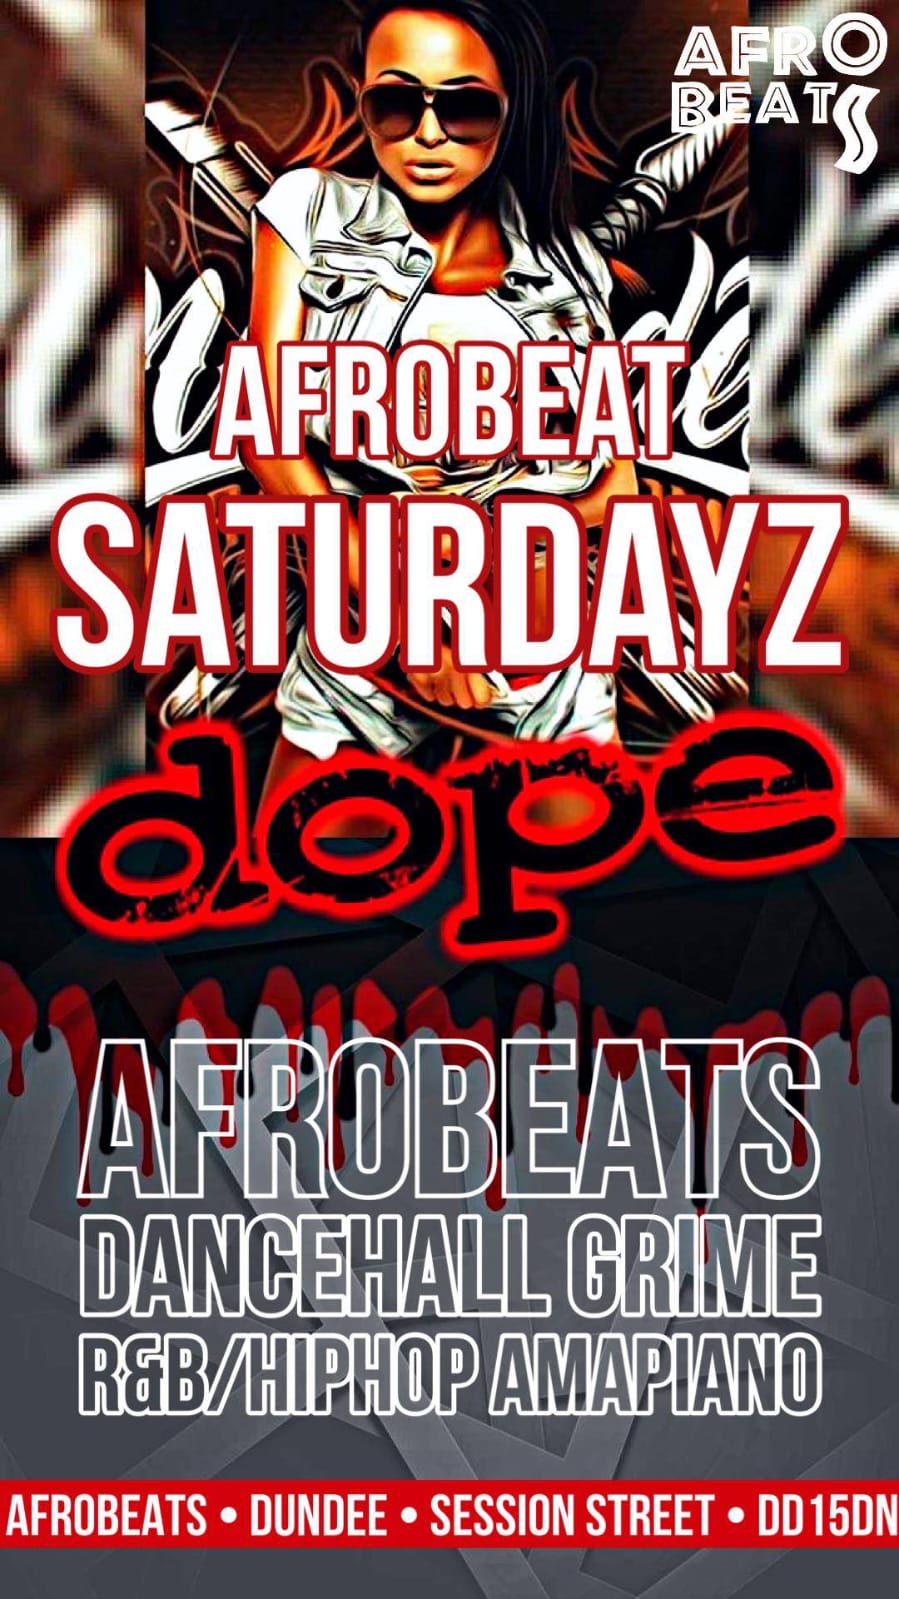 AFRO
BEATS
AFROBEAT
SATURDAYZ
dope
AFROBEATS
DANCEHALL GRIME
R&B/HIPHOP AMAPIANO
AFROBEATS • DUNDEE • SESSION STREET • DD15DN